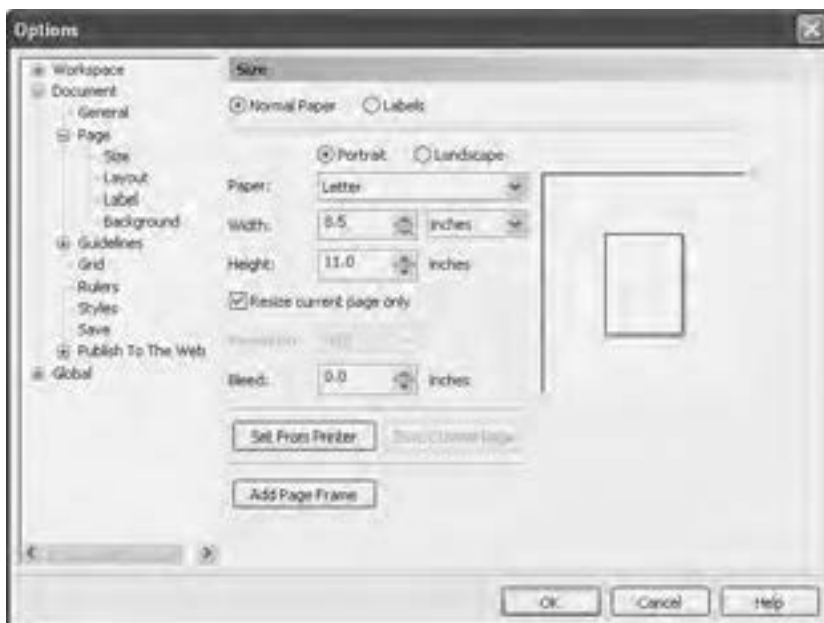 Options
Workspace
Document
General
Page
Size
Layout
Label
Background
Guidelines
Grid
Rulers
Styles
Save
Publish To The Web
Global
Size
Normal Paper Labels
Portrait Landscape
Paper: Letter
Width: 8.5 inches
Height: 11.0 inches
Resize current page only
Bleed: 0.0 inches
Set From Printer
Add Page Frame
OK Cancel Help